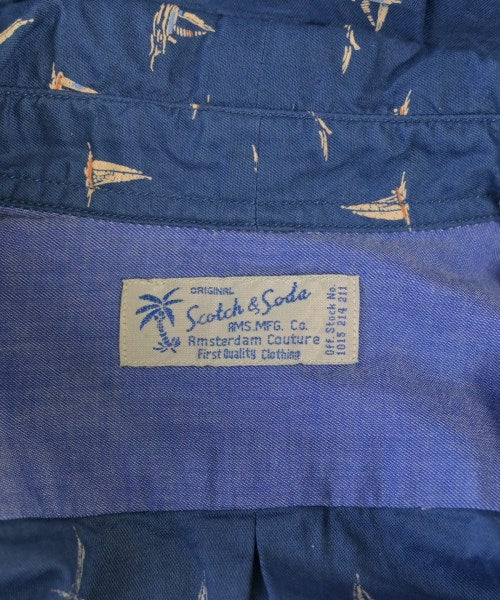 ORIGINAL
Scotch & Soda
AMS.MFG. Co.
Amsterdam Couture
First Quality Clothing
Off. Stock No.
1015 214 211